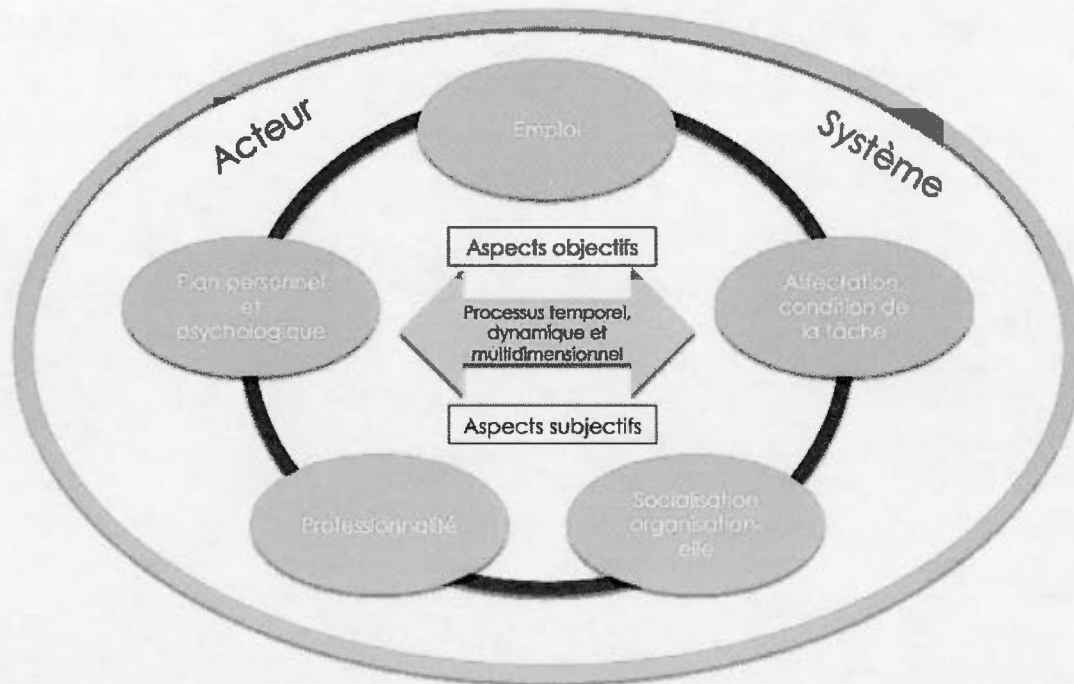 Acteur
Système
Emploi
Aspects objectifs
Plan personnel
et
psychologique
Processus temporel,
dynamique et
multidimensionnel
Affectation,
condition de
la tâche
Aspects subjectifs
Professionnalité
Socialisation
organisation-
elle